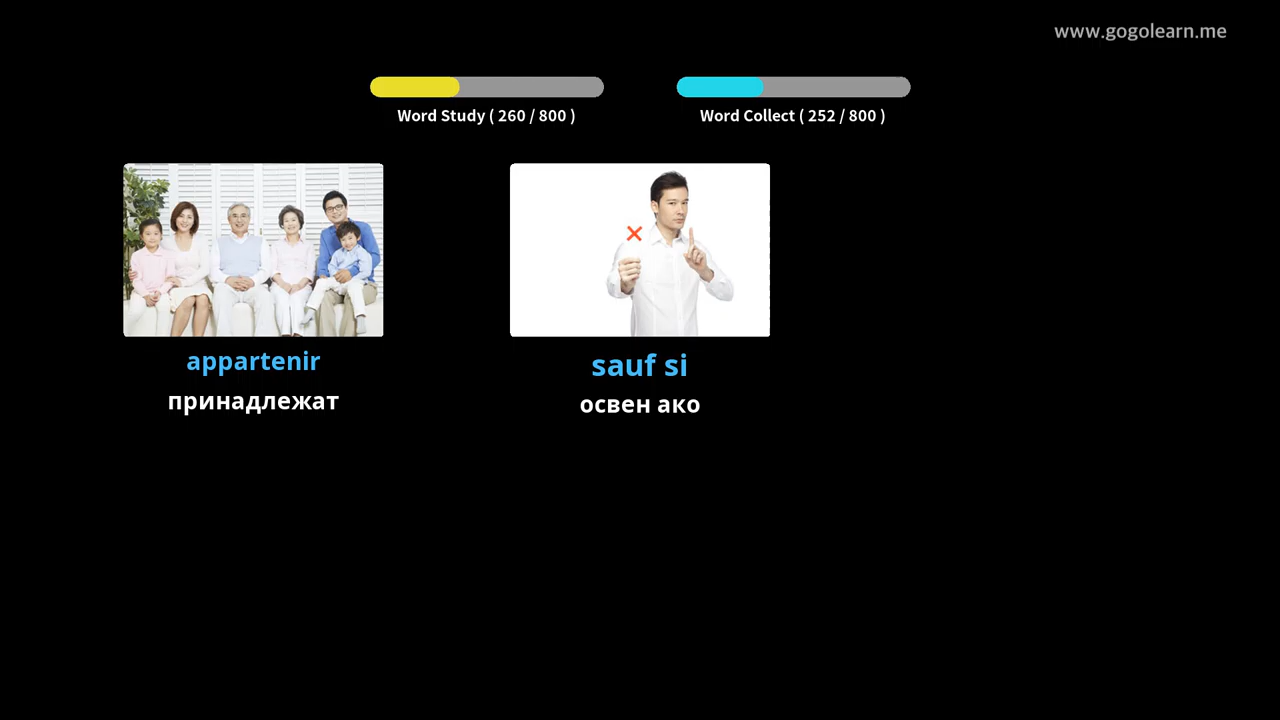 www.gogolearn.me
Word Study ( 260 / 800 )
Word Collect ( 252 / 800 )
appartenir
принадлежат
sauf si
освен ако